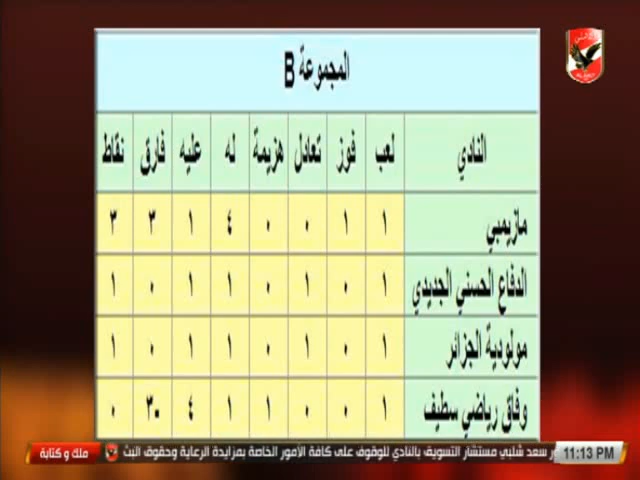 المجموعة B
النادي لعب فوز تعادل هزيمة له عليه فارق نقاط
مازيمبي ١ ١ ٠ ٠ ٤ ١ ٣ ٣
الدفاع الحسني الجديدي ١ ٠ ١ ٠ ١ ١ ٠ ١
مولودية الجزائر ١ ٠ ١ ٠ ١ ١ ٠ ١
وفاق رياضي سطيف ١ ٠ ٠ ١ ١ ٤ ٣- ٠
11:13 PM
ور سعد شلبي مستشار التسويق بالنادي للوقوف على كافة الأمور الخاصة بمزايدة الرعاية وحقوق البث
ملك و كتابة